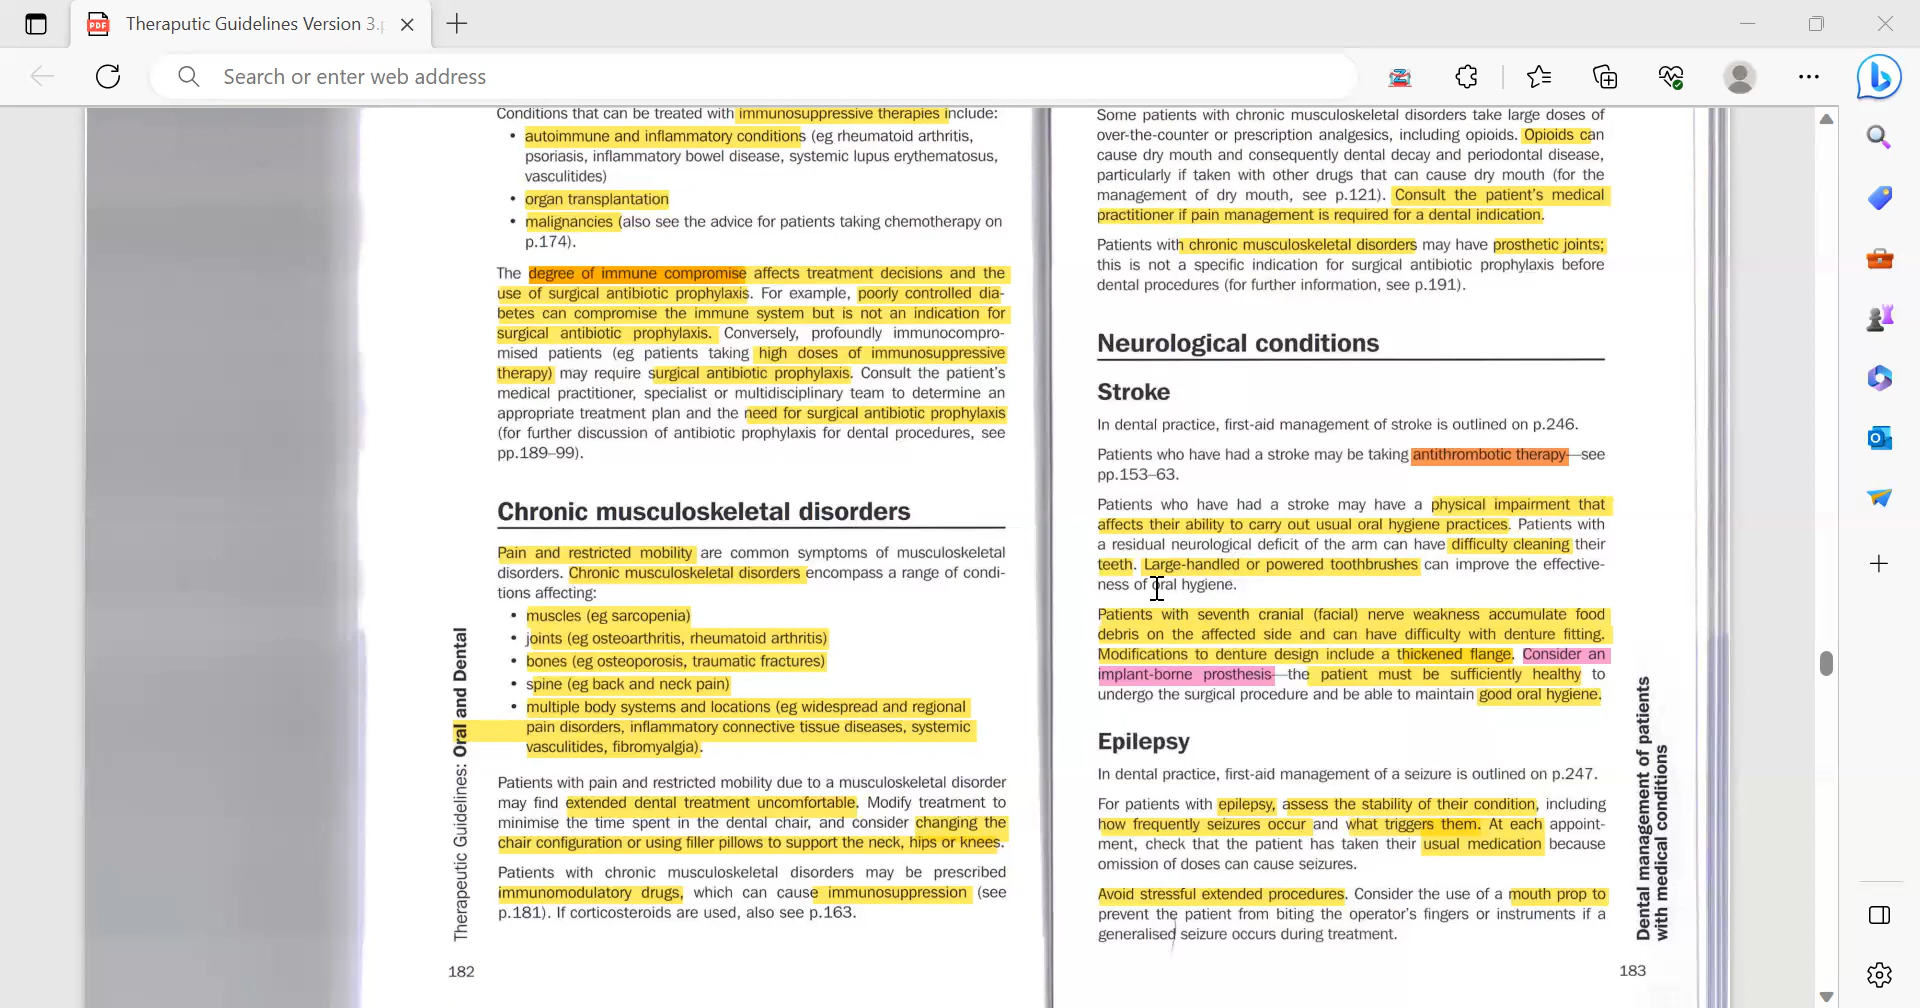 Theraputic Guidelines Version 3.p
Search or enter web address
Conditions that can be treated with immunosuppressive therapies include:
• autoimmune and inflammatory conditions (eg rheumatoid arthritis,
psoriasis, inflammatory bowel disease, systemic lupus erythematosus,
vasculitides)
• organ transplantation
• malignancies (also see the advice for patients taking chemotherapy on
p.174).
The degree of immune compromise affects treatment decisions and the
use of surgical antibiotic prophylaxis. For example, poorly controlled dia-
betes can compromise the immune system but is not an indication for
surgical antibiotic prophylaxis. Conversely, profoundly immunocompro-
mised patients (eg patients taking high doses of immunosuppressive
therapy) may require surgical antibiotic prophylaxis. Consult the patient's
medical practitioner, specialist or multidisciplinary team to determine an
appropriate treatment plan and the need for surgical antibiotic prophylaxis
(for further discussion of antibiotic prophylaxis for dental procedures, see
pp.189–99).
Chronic musculoskeletal disorders
Pain and restricted mobility are common symptoms of musculoskeletal
disorders. Chronic musculoskeletal disorders encompass a range of condi-
tions affecting:
• muscles (eg sarcopenia)
• joints (eg osteoarthritis, rheumatoid arthritis)
• bones (eg osteoporosis, traumatic fractures)
• spine (eg back and neck pain)
• multiple body systems and locations (eg widespread and regional
pain disorders, inflammatory connective tissue diseases, systemic
vasculitides, fibromyalgia).
Patients with pain and restricted mobility due to a musculoskeletal disorder
may find extended dental treatment uncomfortable. Modify treatment to
minimise the time spent in the dental chair, and consider changing the
chair configuration or using filler pillows to support the neck, hips or knees.
Patients with chronic musculoskeletal disorders may be prescribed
immunomodulatory drugs, which can cause immunosuppression (see
p.181). If corticosteroids are used, also see p.163.
Therapeutic Guidelines: Oral and Dental
182
Some patients with chronic musculoskeletal disorders take large doses of
over-the-counter or prescription analgesics, including opioids. Opioids can
cause dry mouth and consequently dental decay and periodontal disease,
particularly if taken with other drugs that can cause dry mouth (for the
management of dry mouth, see p.121). Consult the patient's medical
practitioner if pain management is required for a dental indication.
Patients with chronic musculoskeletal disorders may have prosthetic joints;
this is not a specific indication for surgical antibiotic prophylaxis before
dental procedures (for further information, see p.191).
Neurological conditions
Stroke
In dental practice, first-aid management of stroke is outlined on p.246.
Patients who have had a stroke may be taking antithrombotic therapy—see
pp.153–63.
Patients who have had a stroke may have a physical impairment that
affects their ability to carry out usual oral hygiene practices. Patients with
a residual neurological deficit of the arm can have difficulty cleaning their
teeth. Large-handled or powered toothbrushes can improve the effective-
ness of oral hygiene.
Patients with seventh cranial (facial) nerve weakness accumulate food
debris on the affected side and can have difficulty with denture fitting.
Modifications to denture design include a thickened flange. Consider an
implant-borne prosthesis—the patient must be sufficiently healthy to
undergo the surgical procedure and be able to maintain good oral hygiene.
Epilepsy
In dental practice, first-aid management of a seizure is outlined on p.247.
For patients with epilepsy, assess the stability of their condition, including
how frequently seizures occur and what triggers them. At each appoint-
ment, check that the patient has taken their usual medication because
omission of doses can cause seizures.
Avoid stressful extended procedures. Consider the use of a mouth prop to
prevent the patient from biting the operator's fingers or instruments if a
generalised seizure occurs during treatment.
Dental management of patients
with medical conditions
183